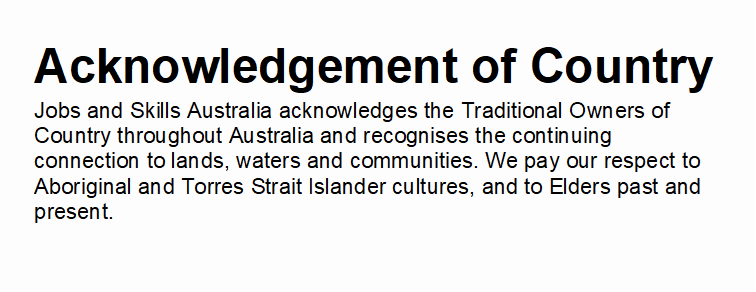 Acknowledgement of Country
Jobs and Skills Australia acknowledges the Traditional Owners of
Country throughout Australia and recognises the continuing
connection to lands, waters and communities. We pay our respect to
Aboriginal and Torres Strait Islander cultures, and to Elders past and
present.